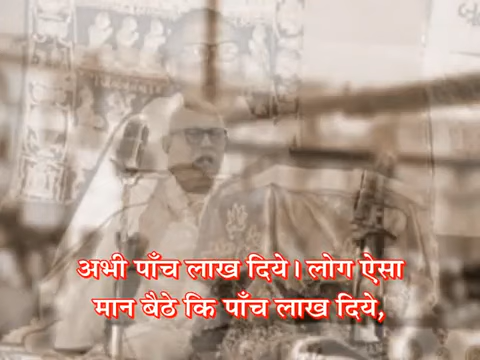 अभी पाँच लाख दिये। लोग ऐसा
मान बैठे कि पाँच लाख दिये,